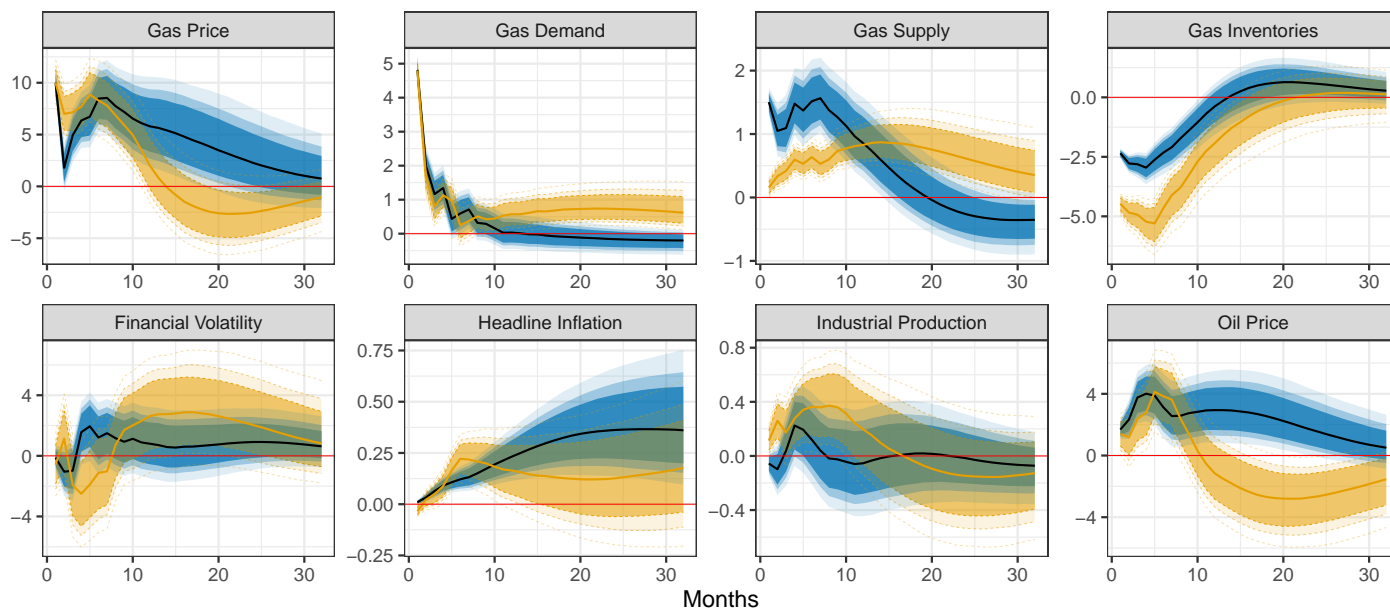 Gas Price
Gas Demand
Gas Supply
Gas Inventories
10
5
0
−5
0 10 20 30
5
4
3
2
1
0
0 10 20 30
2
1
0
−1
0 10 20 30
0.0
−2.5
−5.0
0 10 20 30
Financial Volatility
Headline Inflation
Industrial Production
Oil Price
4
0
−4
0 10 20 30
0.75
0.50
0.25
0.00
−0.25
0 10 20 30
0.8
0.4
0.0
−0.4
0 10 20 30
4
0
−4
0 10 20 30
Months